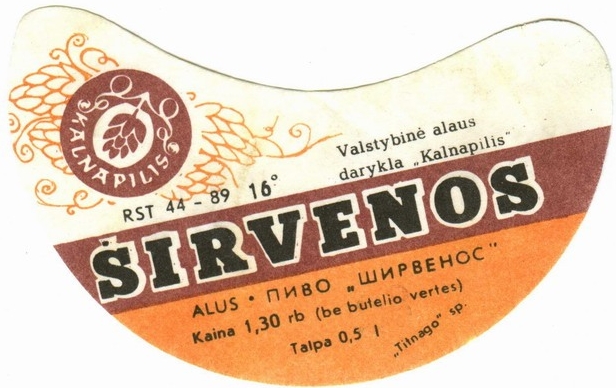 KALNAPILIS
RST 44 - 89 16°
Valstybinė alaus
darykla „Kalnapilis"
ŠIRVENOS
ALUS • ПИВО „ШИРВЕНОС"
Kaina 1,30 rb (be butelio vertės)
Talpa 0,5 l
„Titnago" sp.